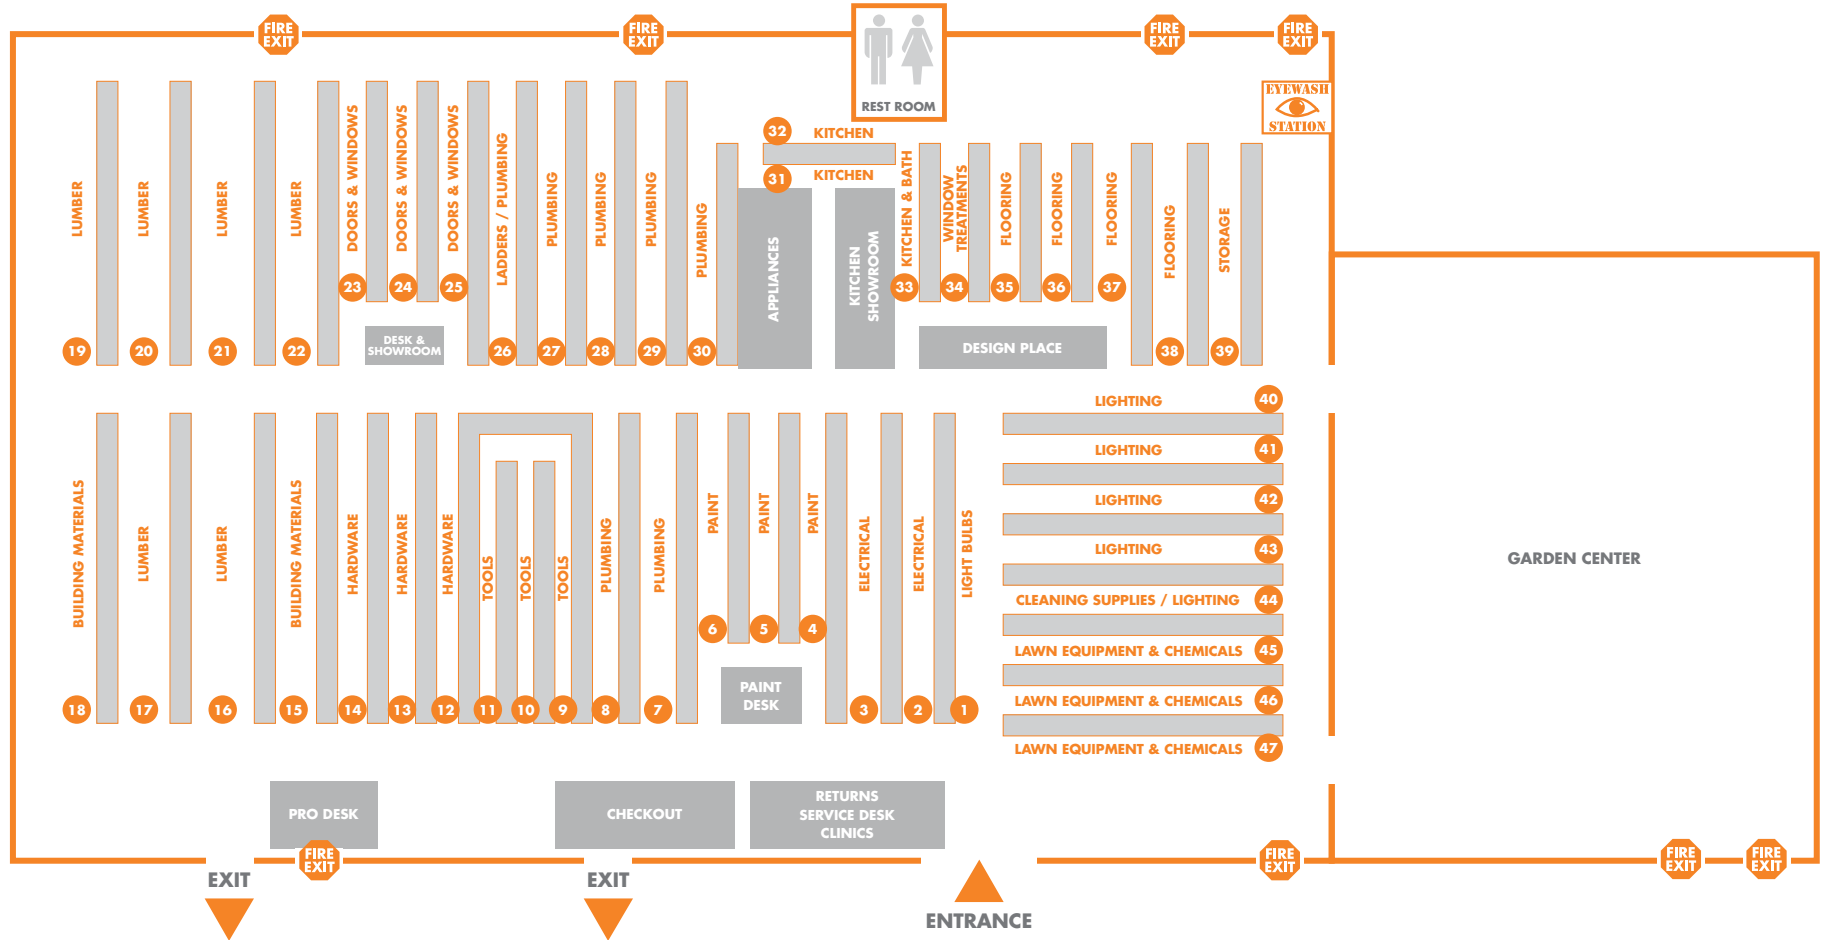 FIRE
EXIT
FIRE
EXIT
REST ROOM
FIRE
EXIT
FIRE
EXIT
EYEWASH
STATION
32 KITCHEN
31 KITCHEN
LUMBER
LUMBER
LUMBER
LUMBER
DOORS & WINDOWS
DOORS & WINDOWS
DOORS & WINDOWS
LADDERS / PLUMBING
PLUMBING
PLUMBING
PLUMBING
PLUMBING
APPLIANCES
KITCHEN
SHOWROOM
KITCHEN & BATH
WINDOW
TREATMENTS
FLOORING
FLOORING
FLOORING
FLOORING
STORAGE
23
24
25
33
34
35
36
37
DESK &
SHOWROOM
DESIGN PLACE
19
20
21
22
26
27
28
29
30
38
39
LIGHTING 40
LIGHTING 41
LIGHTING 42
LIGHTING 43
CLEANING SUPPLIES / LIGHTING 44
LAWN EQUIPMENT & CHEMICALS 45
LAWN EQUIPMENT & CHEMICALS 46
LAWN EQUIPMENT & CHEMICALS 47
GARDEN CENTER
BUILDING MATERIALS
LUMBER
LUMBER
BUILDING MATERIALS
HARDWARE
HARDWARE
HARDWARE
TOOLS
TOOLS
TOOLS
PLUMBING
PLUMBING
PAINT
PAINT
PAINT
ELECTRICAL
ELECTRICAL
LIGHT BULBS
6
5
4
PAINT
DESK
18
17
16
15
14
13
12
11
10
9
8
7
3
2
1
PRO DESK
CHECKOUT
RETURNS
SERVICE DESK
CLINICS
FIRE
EXIT
FIRE
EXIT
FIRE
EXIT
FIRE
EXIT
EXIT
EXIT
ENTRANCE